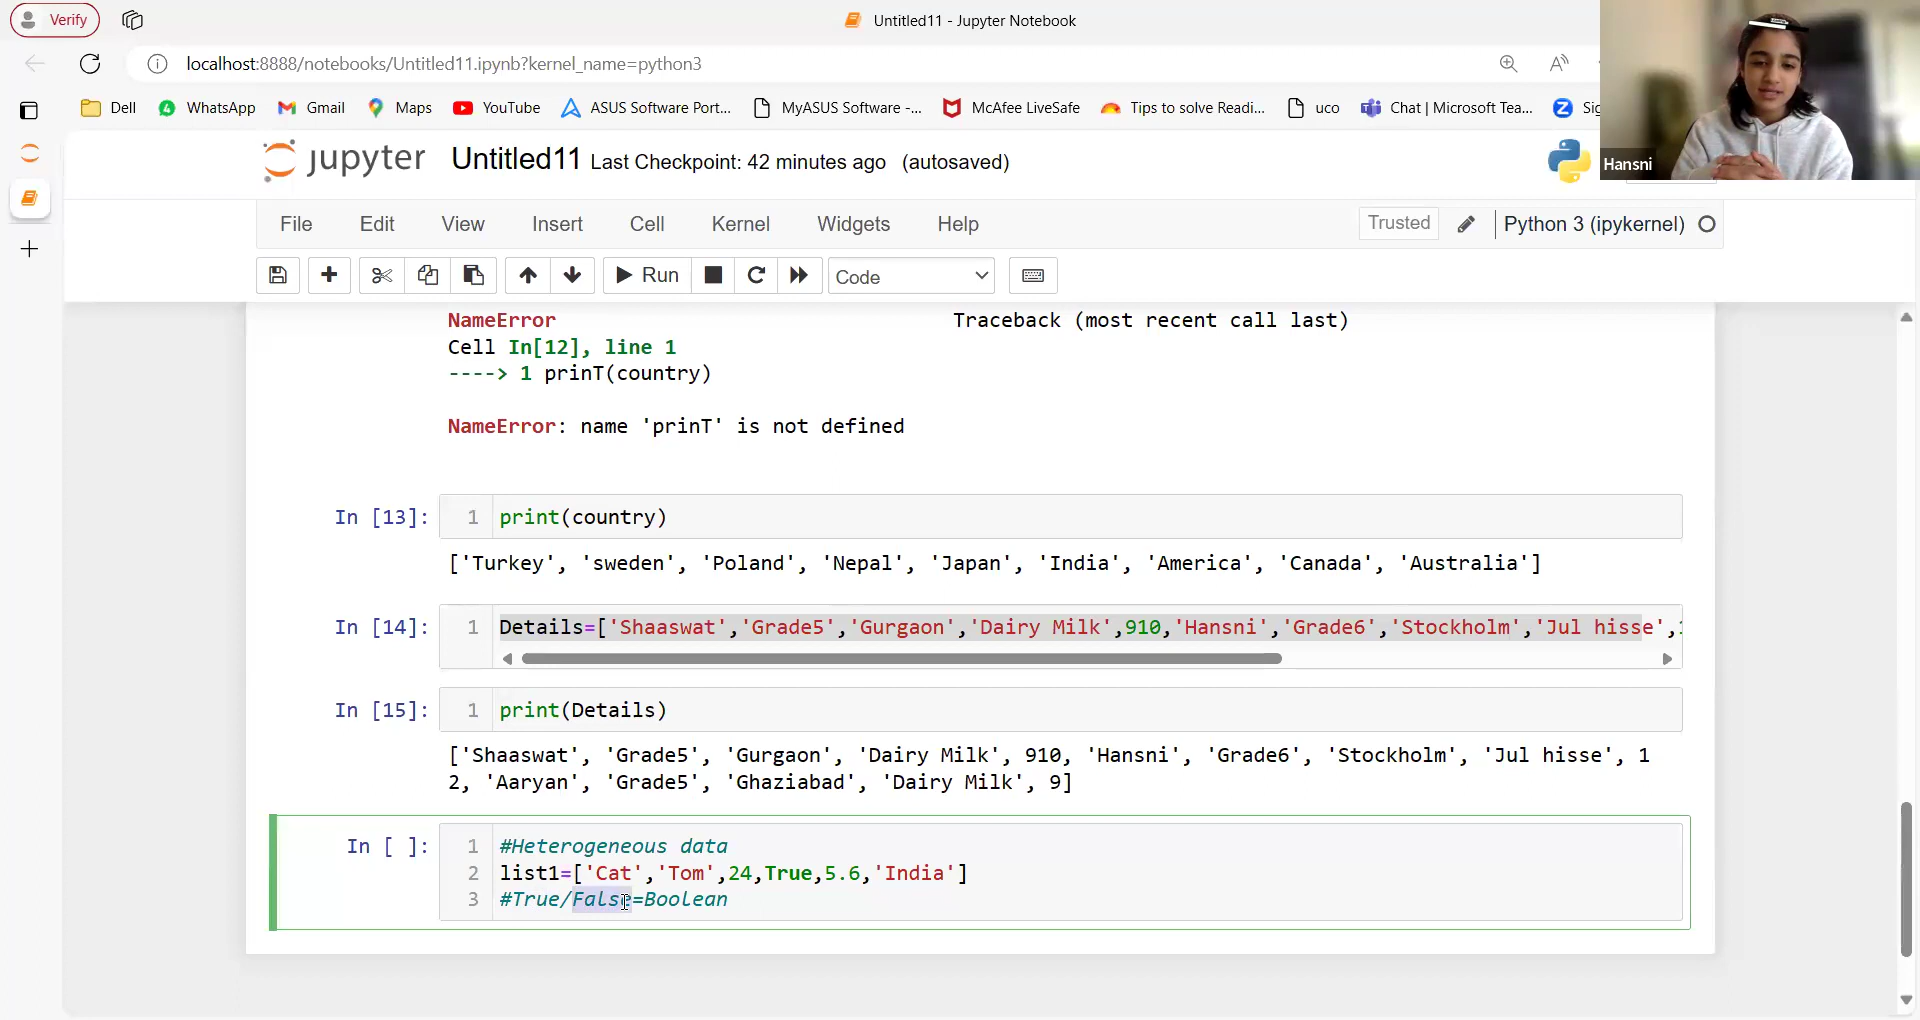 Verify
Untitled11 - Jupyter Notebook
localhost:8888/notebooks/Untitled11.ipynb?kernel_name=python3
Dell WhatsApp Gmail Maps YouTube ASUS Software Port... MyASUS Software -... McAfee LiveSafe Tips to solve Readi... uco Chat | Microsoft Tea... Sig
Hansni
jupyter Untitled11 Last Checkpoint: 42 minutes ago (autosaved)
File Edit View Insert Cell Kernel Widgets Help Trusted Python 3 (ipykernel)
Run Code
NameError Traceback (most recent call last)
Cell In[12], line 1
----> 1 prinT(country)
NameError: name 'prinT' is not defined
In [13]: 1 print(country)
['Turkey', 'sweden', 'Poland', 'Nepal', 'Japan', 'India', 'America', 'Canada', 'Australia']
In [14]: 1 Details=['Shaaswat','Grade5','Gurgaon','Dairy Milk',910,'Hansni','Grade6','Stockholm','Jul hisse',
In [15]: 1 print(Details)
['Shaaswat', 'Grade5', 'Gurgaon', 'Dairy Milk', 910, 'Hansni', 'Grade6', 'Stockholm', 'Jul hisse', 1
2, 'Aaryan', 'Grade5', 'Ghaziabad', 'Dairy Milk', 9]
In [ ]: 1 #Heterogeneous data
2 list1=['Cat','Tom',24,True,5.6,'India']
3 #True/False=Boolean